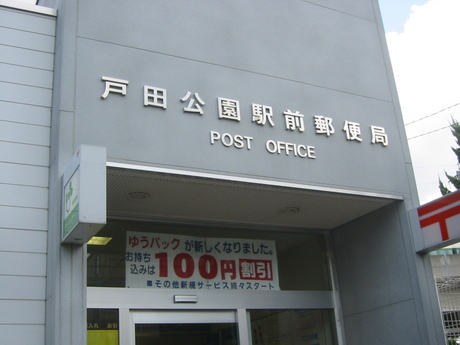 戸田公園駅前郵便局
POST OFFICE
ゆうパックが新しくなりました。
お持ち込みは100円割引
■その他新規サービス続々スタート
〒